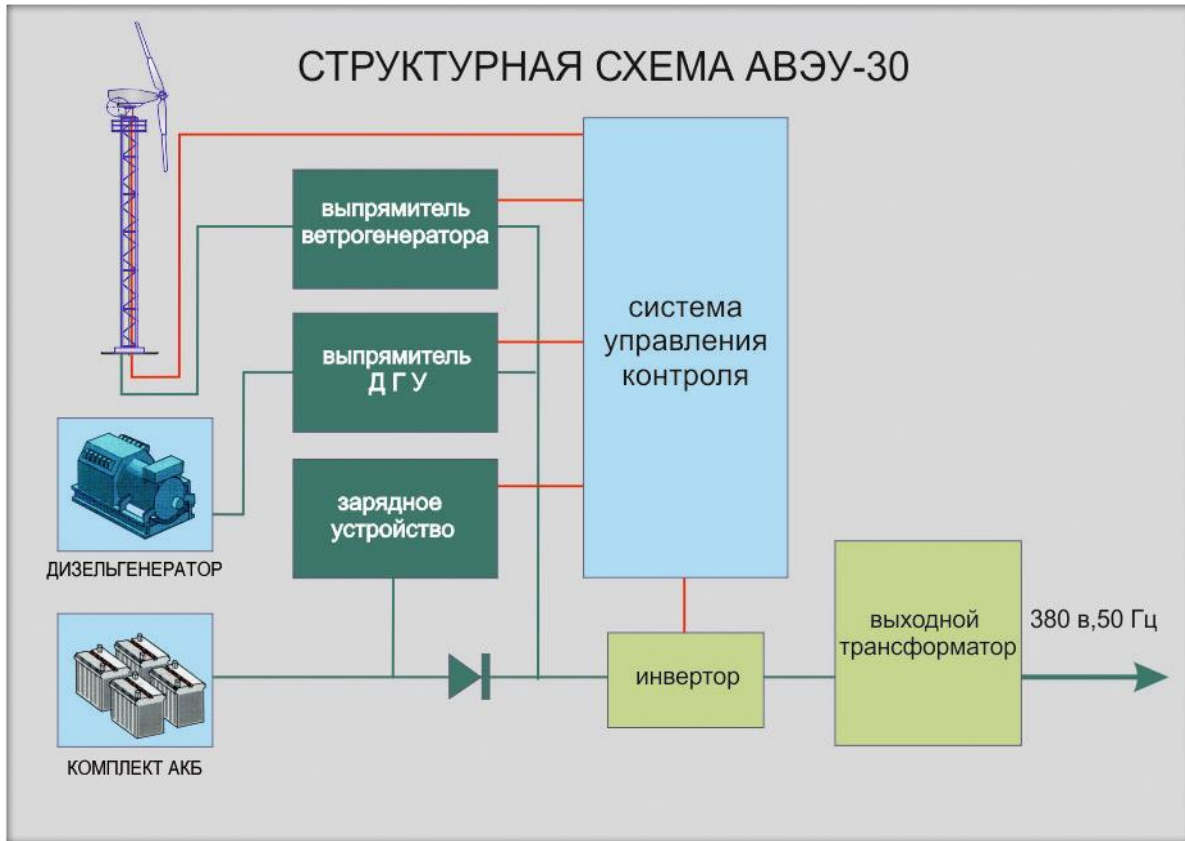 СТРУКТУРНАЯ СХЕМА АВЭУ-30
выпрямитель
ветрогенератора
выпрямитель
Д Г У
зарядное
устройство
система
управления
контроля
ДИЗЕЛЬГЕНЕРАТОР
КОМПЛЕКТ АКБ
инвертор
выходной
трансформатор
380 в,50 Гц